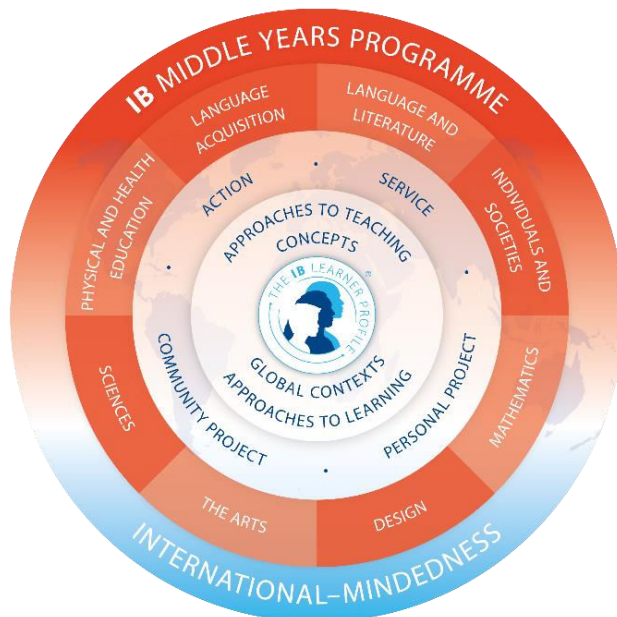 IB MIDDLE YEARS PROGRAMME
LANGUAGE
ACQUISITION
LANGUAGE AND
LITERATURE
PHYSICAL AND HEALTH
EDUCATION
INDIVIDUALS AND
SOCIETIES
SCIENCES
MATHEMATICS
THE ARTS
DESIGN
ACTION
•
SERVICE
•
•
COMMUNITY PROJECT
•
PERSONAL PROJECT
APPROACHES TO TEACHING
CONCEPTS
THE IB LEARNER PROFILE
®
GLOBAL CONTEXTS
APPROACHES TO LEARNING
INTERNATIONAL–MINDEDNESS